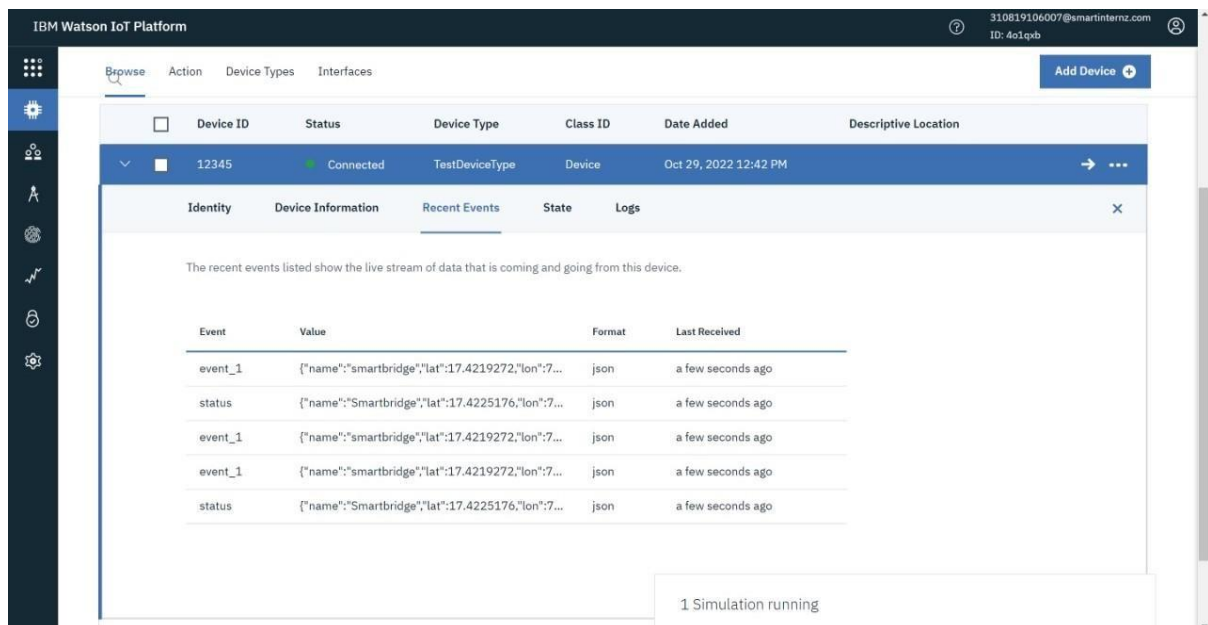 IBM Watson IoT Platform
310819106007@smartinternz.com
ID: 4o1qxb
Browse Action Device Types Interfaces
Add Device
Device ID Status Device Type Class ID Date Added Descriptive Location
12345 Connected TestDeviceType Device Oct 29, 2022 12:42 PM
Identity Device Information Recent Events State Logs
The recent events listed show the live stream of data that is coming and going from this device.
Event Value Format Last Received
event_1 {"name":"smartbridge","lat":17.4219272,"lon":7... json a few seconds ago
status {"name":"Smartbridge","lat":17.4225176,"lon":7... json a few seconds ago
event_1 {"name":"smartbridge","lat":17.4219272,"lon":7... json a few seconds ago
event_1 {"name":"smartbridge","lat":17.4219272,"lon":7... json a few seconds ago
status {"name":"Smartbridge","lat":17.4225176,"lon":7... json a few seconds ago
1 Simulation running